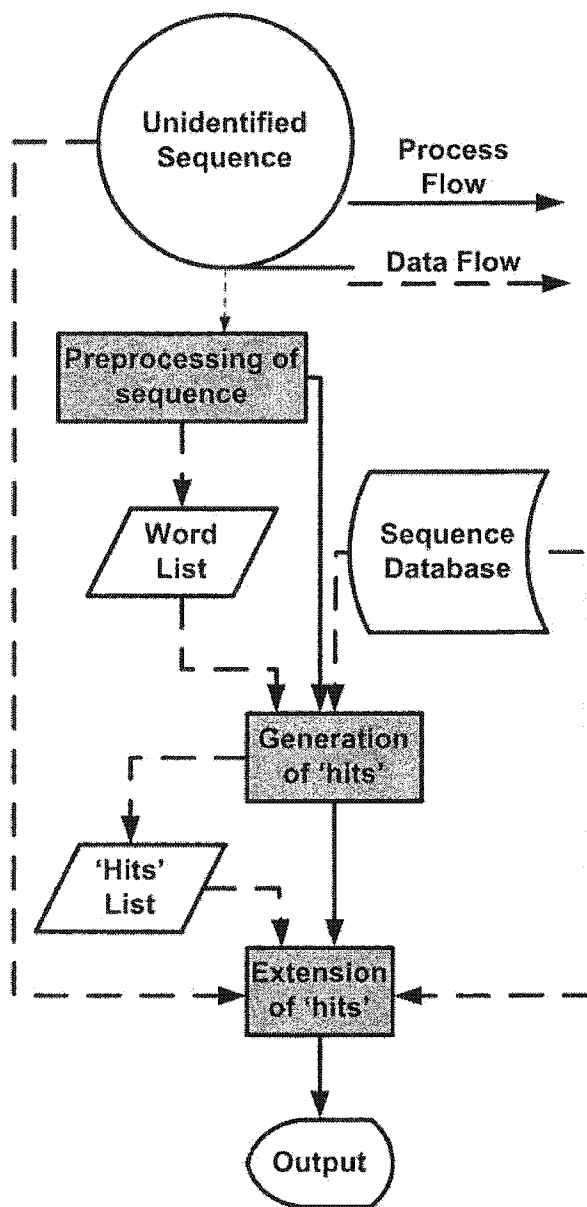 Unidentified
Sequence
Process
Flow
Data Flow
Preprocessing of
sequence
Word
List
Sequence
Database
Generation
of ‘hits’
‘Hits’
List
Extension
of ‘hits’
Output